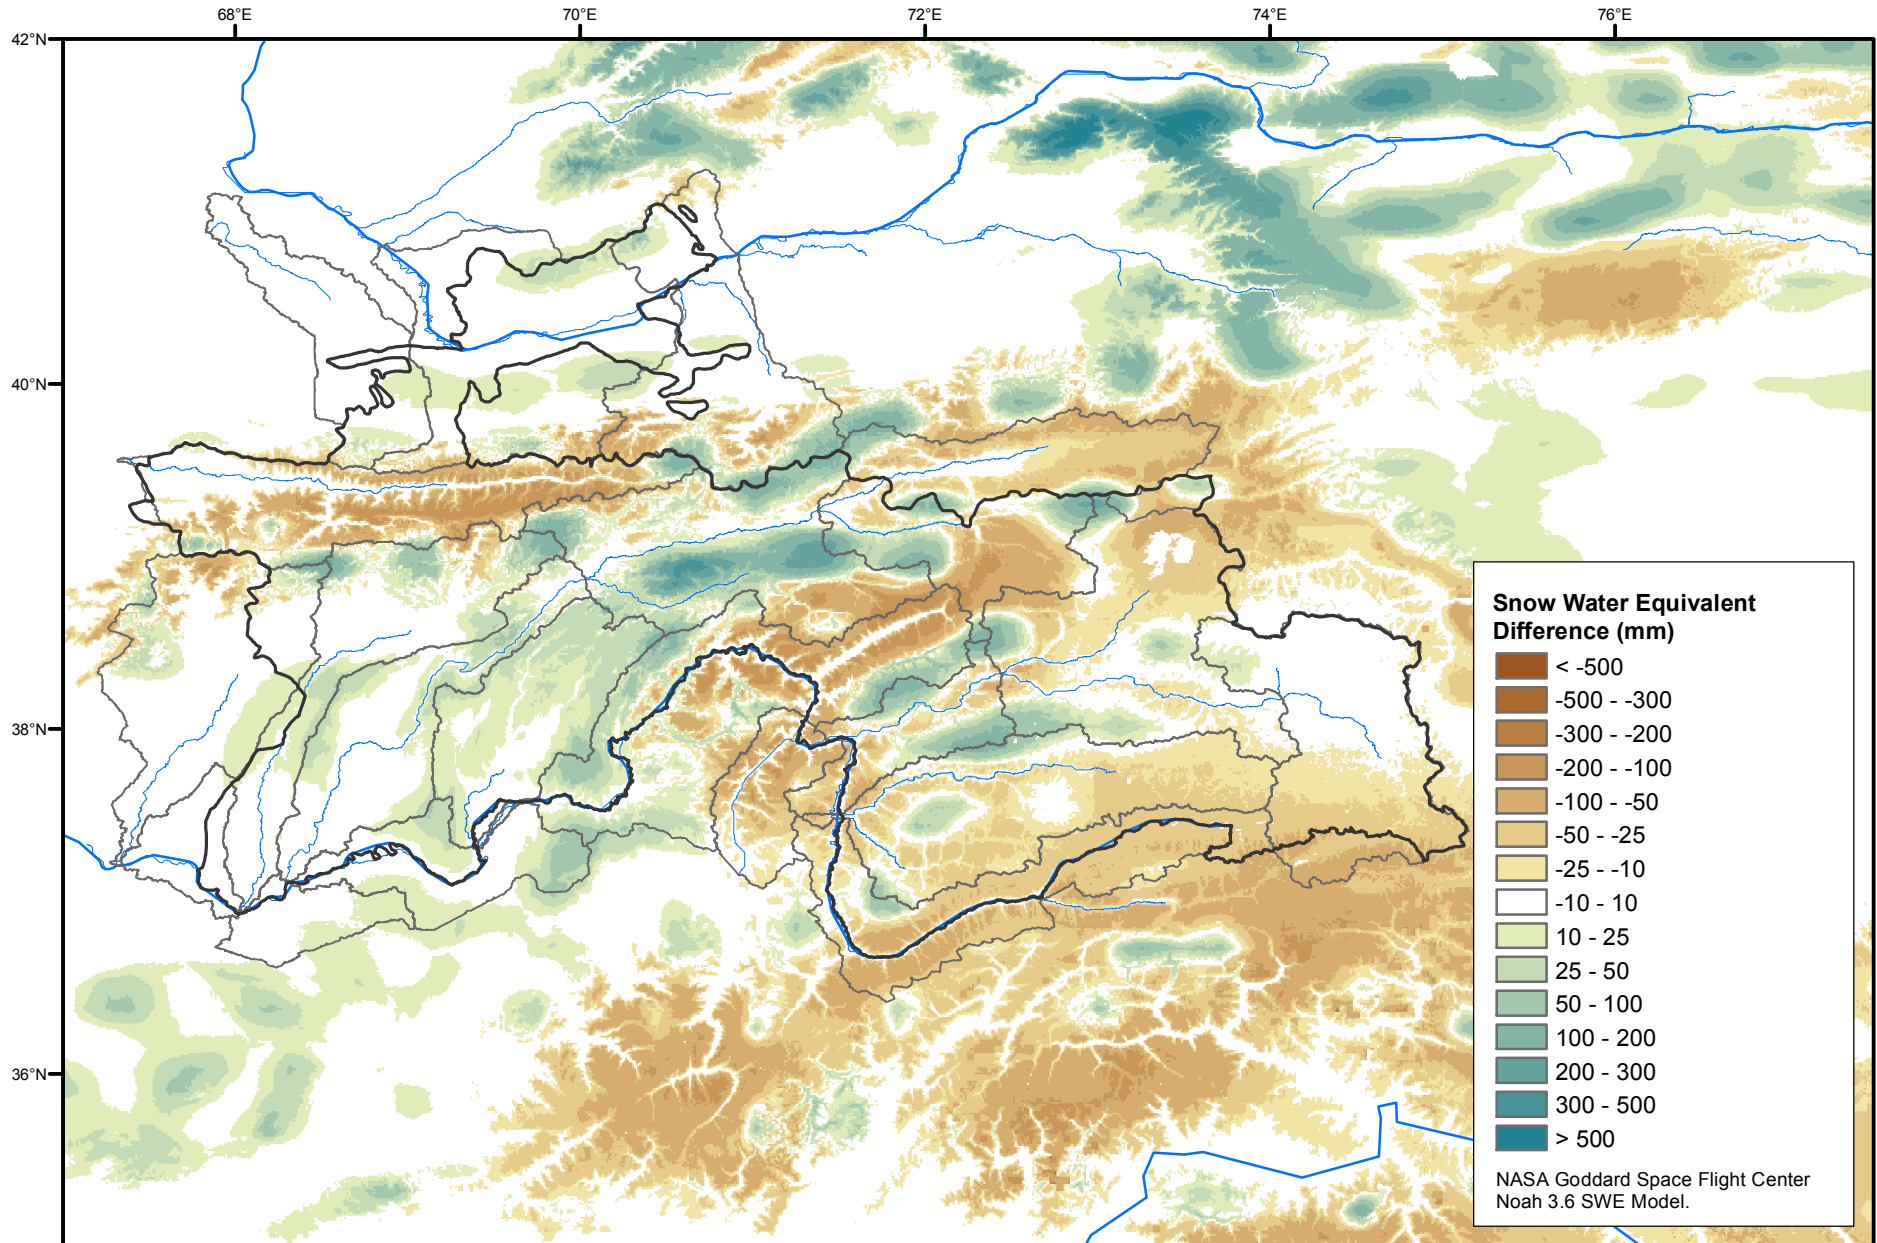 68°E 70°E 72°E 74°E 76°E
42°N
40°N
38°N
36°N
Snow Water Equivalent
Difference (mm)
< -500
-500 - -300
-300 - -200
-200 - -100
-100 - -50
-50 - -25
-25 - -10
-10 - 10
10 - 25
25 - 50
50 - 100
100 - 200
200 - 300
300 - 500
> 500
NASA Goddard Space Flight Center
Noah 3.6 SWE Model.